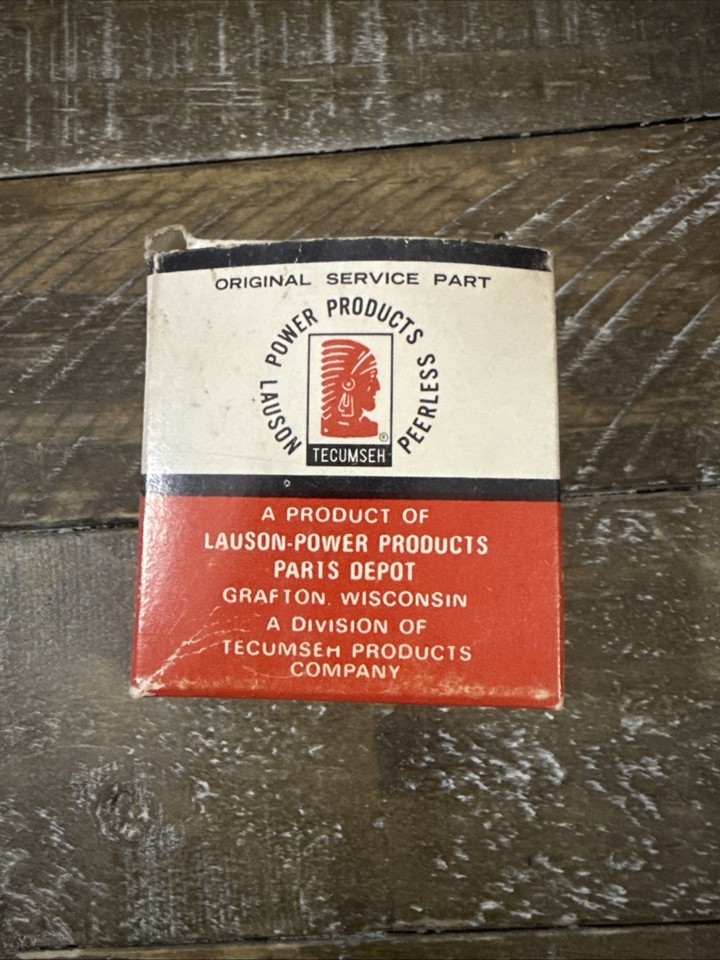 ORIGINAL SERVICE PART
LAUSON POWER PRODUCTS PEERLESS
®
TECUMSEH
A PRODUCT OF
LAUSON-POWER PRODUCTS
PARTS DEPOT
GRAFTON, WISCONSIN
A DIVISION OF
TECUMSEH PRODUCTS
COMPANY